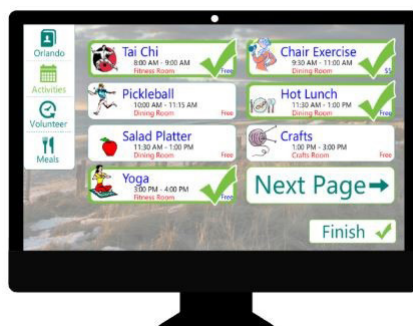 Orlando
Activities
Volunteer
Meals
Tai Chi
8:00 AM - 9:00 AM
Fitness Room
Free
Chair Exercise
9:30 AM - 11:00 AM
Dining Room
Pickleball
10:00 AM - 11:15 AM
Dining Room
Free
Hot Lunch
11:30 AM - 1:00 PM
Dining Room
Free
Salad Platter
11:30 AM - 1:00 PM
Dining Room
Free
Crafts
1:00 PM - 3:00 PM
Crafts Room
Free
Yoga
3:00 PM - 4:00 PM
Fitness Room
Free
Next Page
Finish